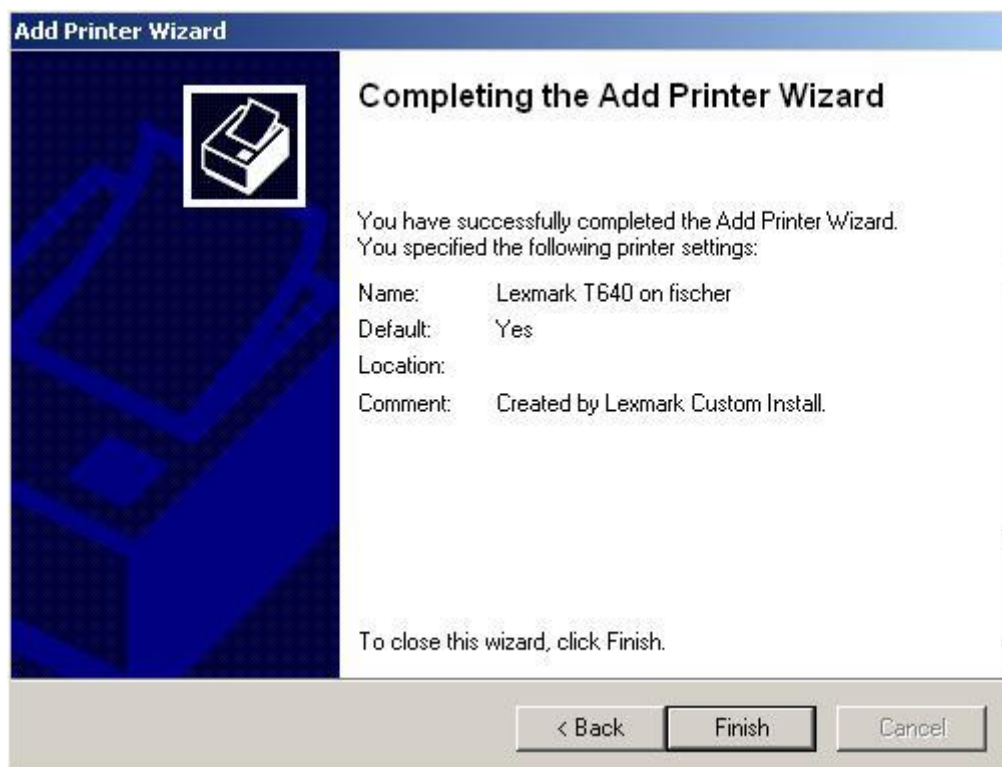 Add Printer Wizard
Completing the Add Printer Wizard
You have successfully completed the Add Printer Wizard.
You specified the following printer settings:
Name: Lexmark T640 on fischer
Default: Yes
Location:
Comment: Created by Lexmark Custom Install.
To close this wizard, click Finish.
< Back Finish Cancel